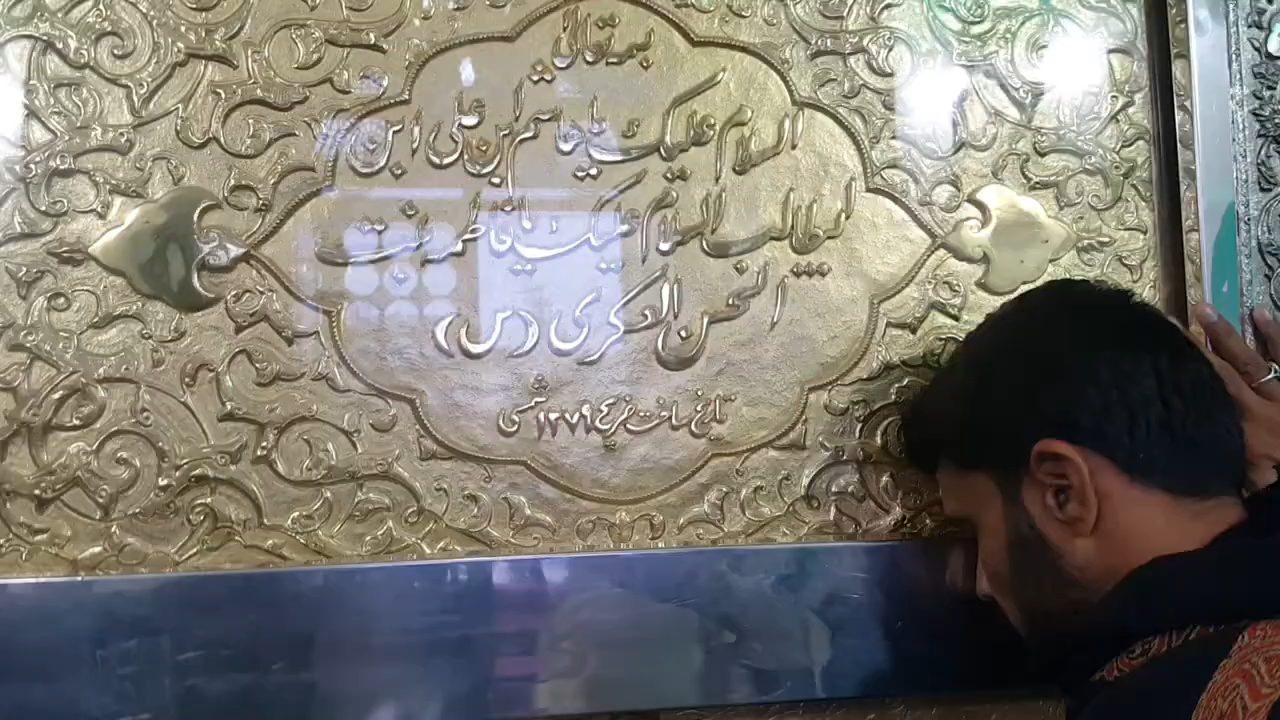 بسمه تعالی
السلام علیک یا هاشم ابن علی ابن
ابیطالب السلام علیک یا فاطمه بنت
الحسن العسکری (س)
تاریخ ساخت ضریح ۱۳۷۹ شمسی